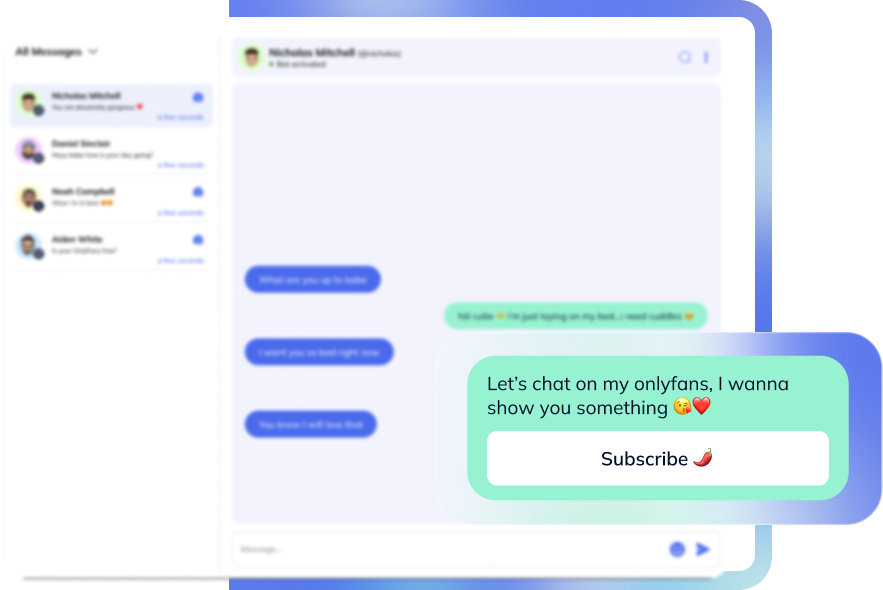 All Messages
Nicholas Mitchell
You are absolutely gorgeous ❤️
a few seconds
Daniel Sinclair
Heyy babe how is your day going?
a few seconds
Noah Campbell
Wow I'm in love 🧡🧡
a few seconds
Aiden White
Is your OnlyFans free?
a few seconds
Nicholas Mitchell (@nicholas)
Bot activated
What are you up to babe
I'm just laying on my bed...i need cuddles
I want you so bad right now
You know I will love that
Let's chat on my onlyfans, I wanna
show you something 😘❤️
Subscribe 🌶️
Message...